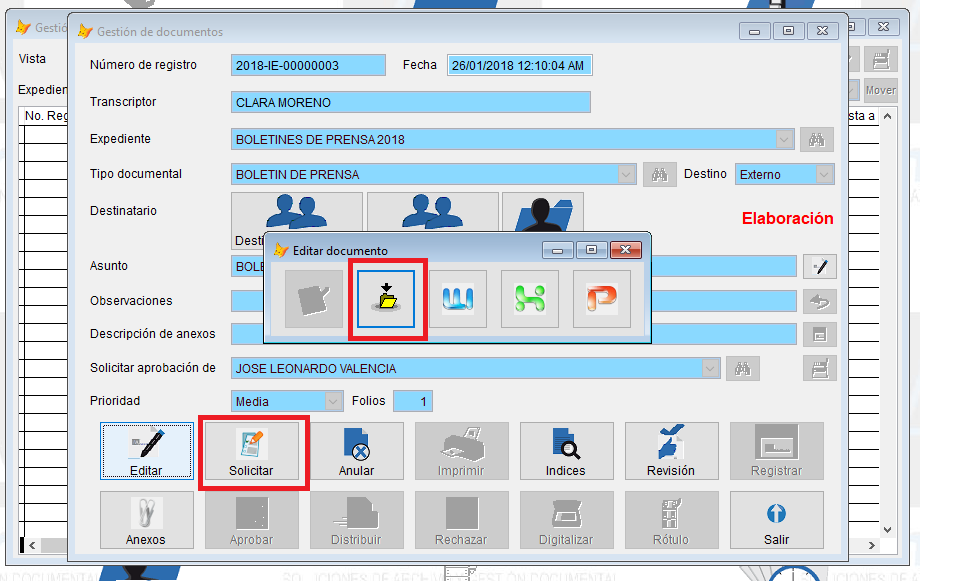 Gestió
Gestión de documentos
Vista
Número de registro 2018-IE-00000003 Fecha 26/01/2018 12:10:04 AM
Expedien
Mover
Transcriptor CLARA MORENO
No. Reg
sta a
Expediente BOLETINES DE PRENSA 2018
Tipo documental BOLETIN DE PRENSA Destino Externo
Destinatario
Elaboración
Desti
Editar documento
Asunto BOLE
Observaciones
Descripción de anexos
Solicitar aprobación de JOSE LEONARDO VALENCIA
Prioridad Media Folios 1
Editar Solicitar Anular Imprimir Indices Revisión Registrar
Anexos Aprobar Distribuir Rechazar Digitalizar Rótulo Salir